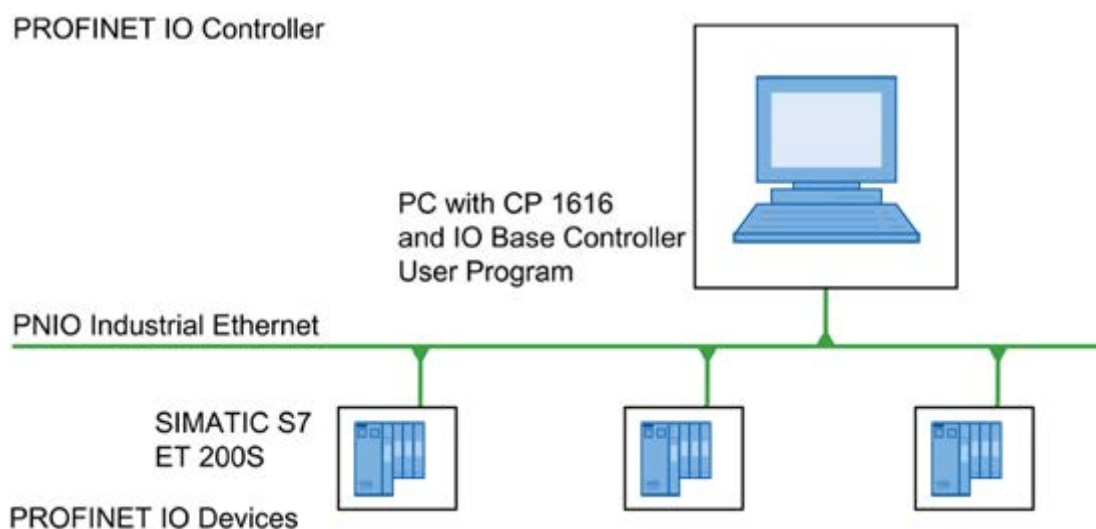 PROFINET IO Controller
PC with CP 1616
and IO Base Controller
User Program
PNIO Industrial Ethernet
SIMATIC S7
ET 200S
PROFINET IO Devices